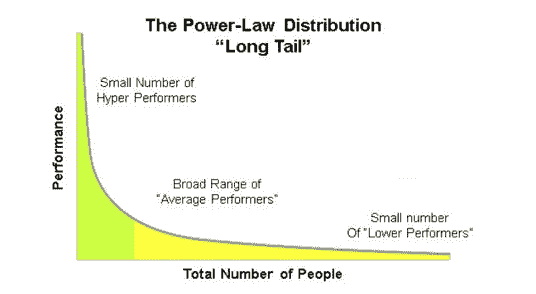 The Power-Law Distribution
“Long Tail”
Small Number of
Hyper Performers
Performance
Broad Range of
"Average Performers"
Small number
Of "Lower Performers"
Total Number of People